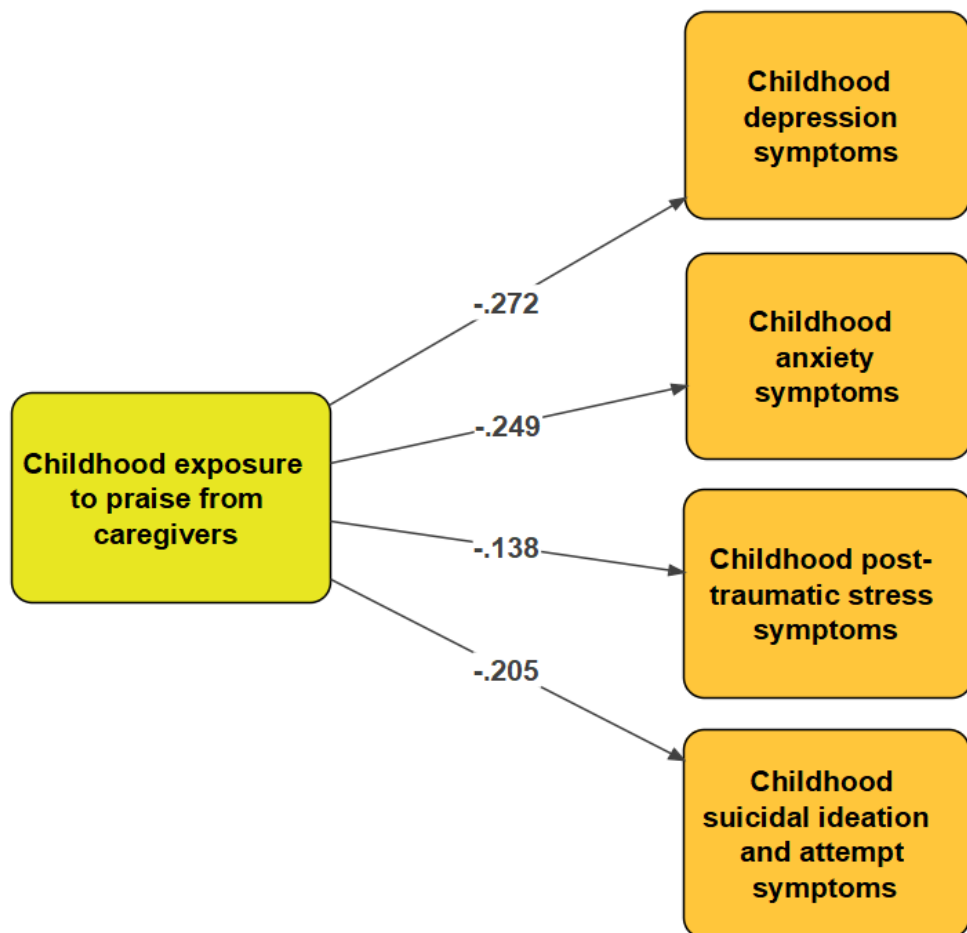 Childhood
depression
symptoms
-.272
Childhood
anxiety
symptoms
-.249
Childhood exposure
to praise from
caregivers
-.138
Childhood post-
traumatic stress
symptoms
-.205
Childhood
suicidal ideation
and attempt
symptoms